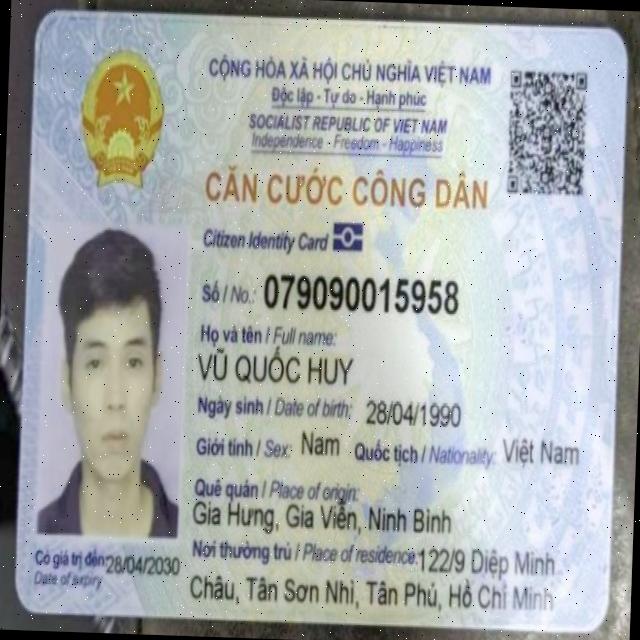 CỘNG HÒA XÃ HỘI CHỦ NGHĨA VIỆT NAM
Độc lập - Tự do - Hạnh phúc
SOCIALIST REPUBLIC OF VIET NAM
Independence - Freedom - Happiness
CĂN CƯỚC CÔNG DÂN
Citizen Identity Card
Số / No.: 079090015958
Họ và tên / Full name:
VŨ QUỐC HUY
Ngày sinh / Date of birth: 28/04/1990
Giới tính / Sex: Nam Quốc tịch / Nationality: Việt Nam
Quê quán / Place of origin:
Gia Hưng, Gia Viễn, Ninh Bình
Nơi thường trú / Place of residence: 122/9 Diệp Minh
Châu, Tân Sơn Nhì, Tân Phú, Hồ Chí Minh
Có giá trị đến: 28/04/2030
Date of expiry